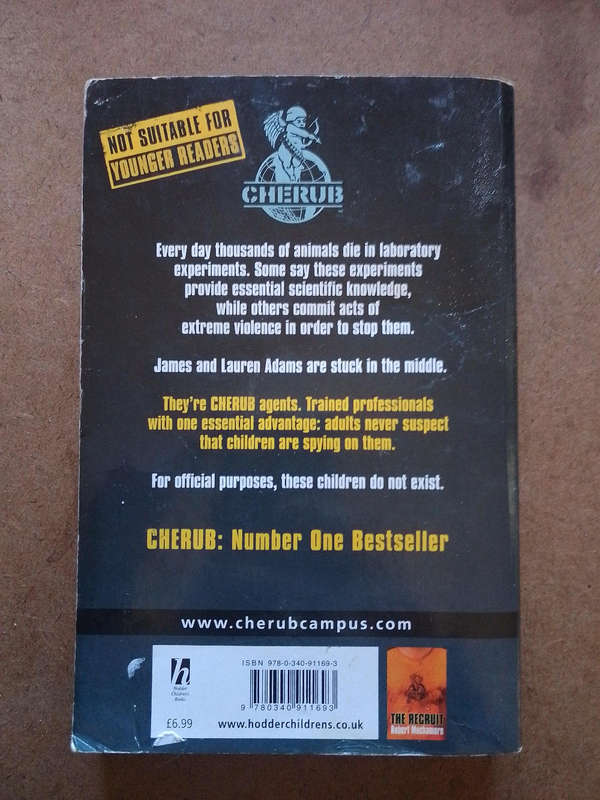 NOT SUITABLE FOR
YOUNGER READERS
CHERUB
Every day thousands of animals die in laboratory
experiments. Some say these experiments
provide essential scientific knowledge,
while others commit acts of
extreme violence in order to stop them.
James and Lauren Adams are stuck in the middle.
They're CHERUB agents. Trained professionals
with one essential advantage: adults never suspect
that children are spying on them.
For official purposes, these children do not exist.
CHERUB: Number One Bestseller
www.cherubcampus.com
h
Hodder
Children's
Books
£6.99
ISBN 978-0-340-91169-3
9 780340 911693
www.hodderchildrens.co.uk
THE RECRUIT
Robert Muchamore